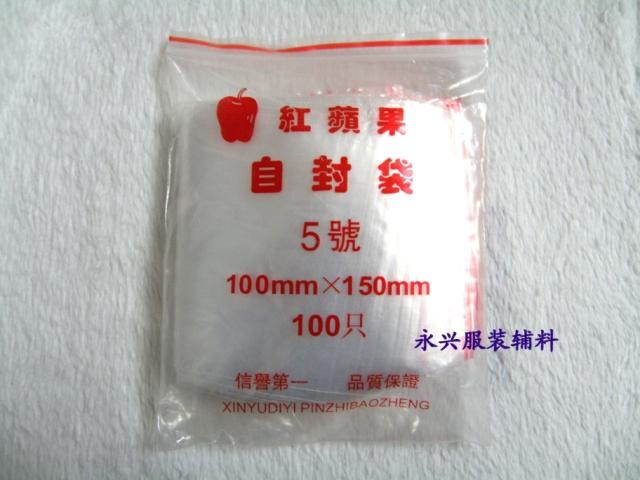 紅蘋果
自封袋
5號
100mm×150mm
100只
永兴服装辅料
信譽第一 品質保證
XINYUDIYI PINZHIBAOZHENG